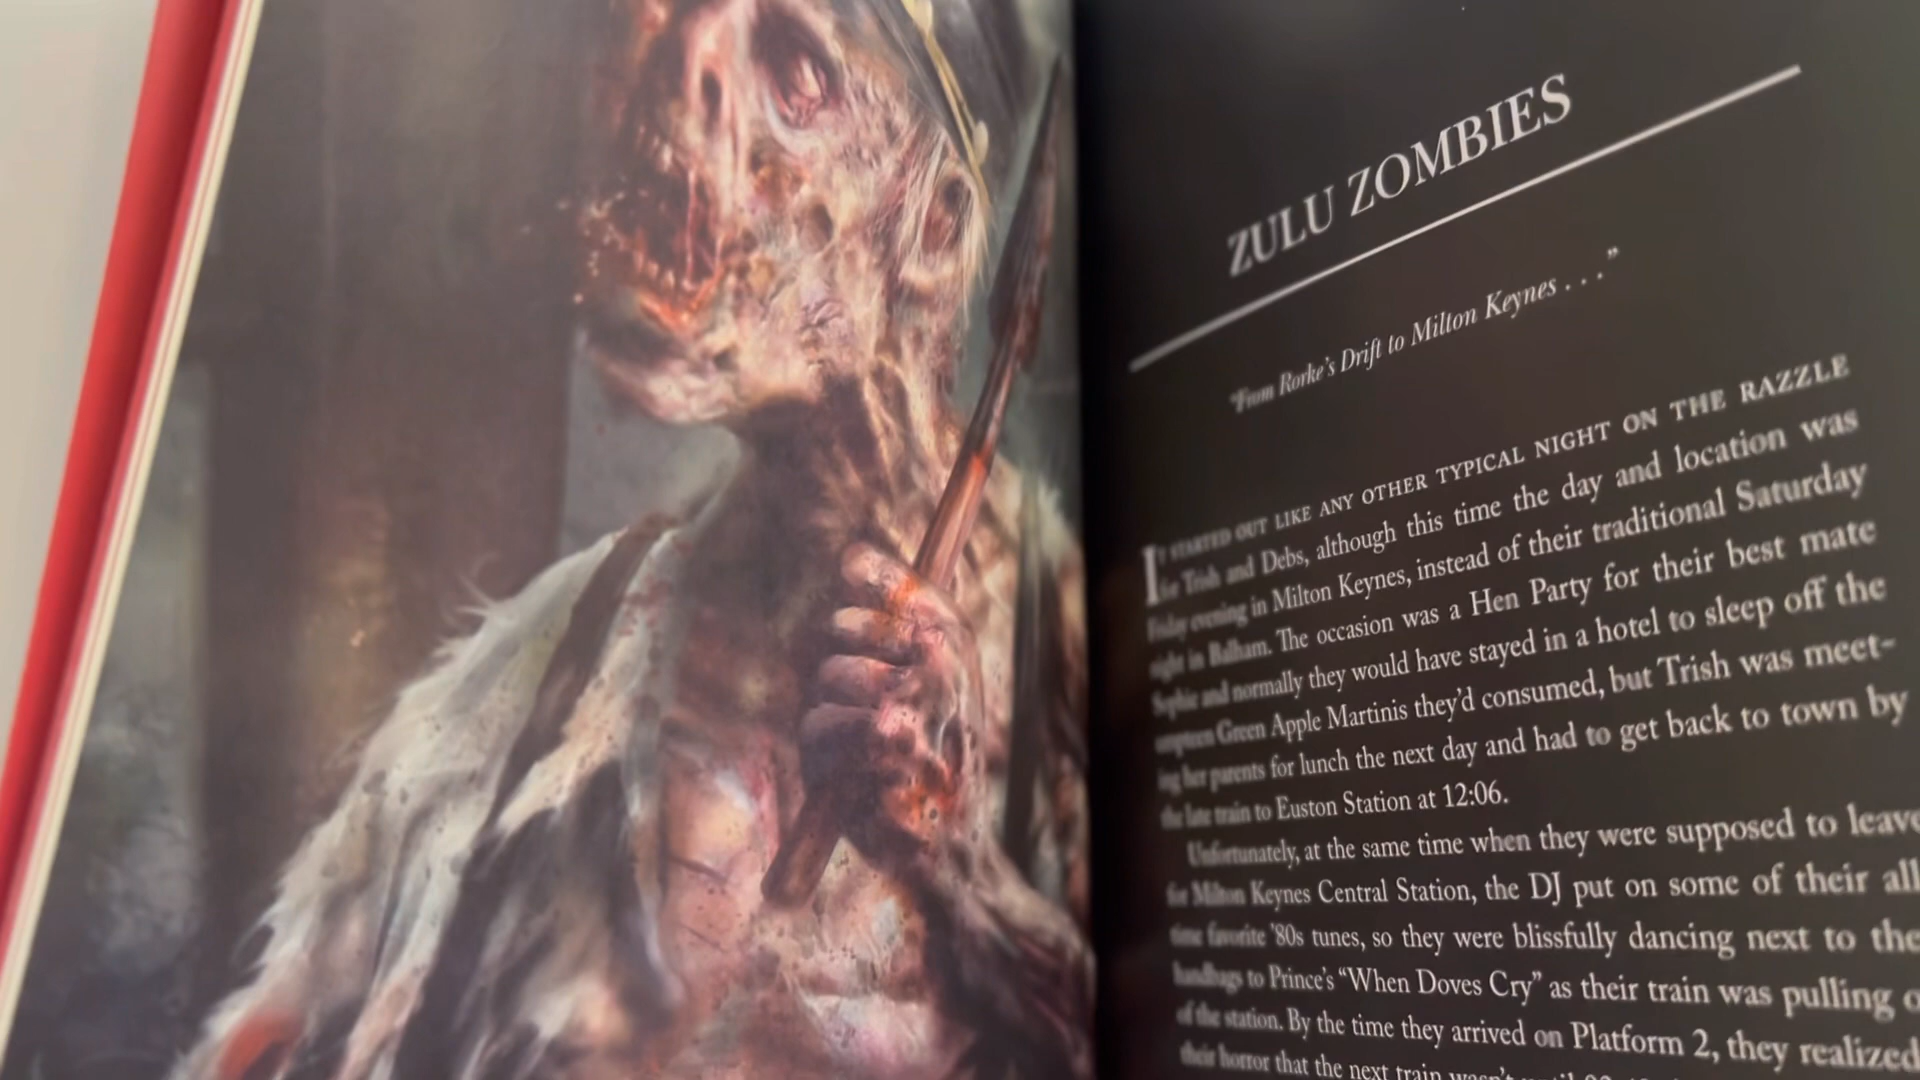 ZULU ZOMBIES
“From Rorke’s Drift to Milton Keynes . . .”
IT STARTED OUT LIKE ANY OTHER TYPICAL NIGHT ON THE RAZZLE
for Trish and Debs, although this time the day and location was
Friday evening in Milton Keynes, instead of their traditional Saturday
night in Balham. The occasion was a Hen Party for their best mate
Sophie and normally they would have stayed in a hotel to sleep off the
umpteen Green Apple Martinis they’d consumed, but Trish was meet-
ing her parents for lunch the next day and had to get back to town by
the late train to Euston Station at 12:06.
Unfortunately, at the same time when they were supposed to leave
for Milton Keynes Central Station, the DJ put on some of their all
time favorite ’80s tunes, so they were blissfully dancing next to the
handbags to Prince’s “When Doves Cry” as their train was pulling o
of the station. By the time they arrived on Platform 2, they realized
their horror that the next train wasn’t